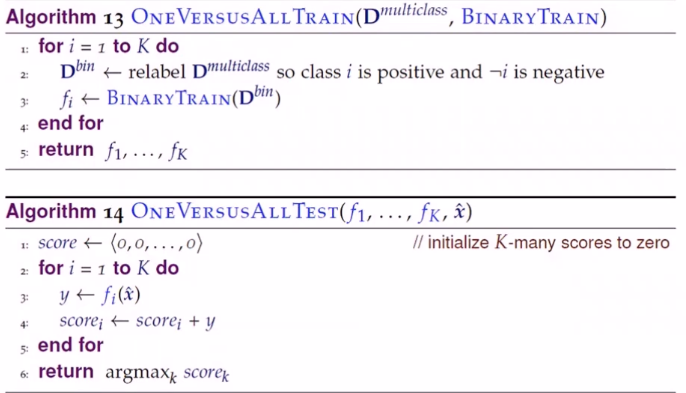 Algorithm 13 OneVersusAllTrain(D^multiclass, BinaryTrain)
1: for i = 1 to K do
2: D^bin ← relabel D^multiclass so class i is positive and ¬i is negative
3: f_i ← BinaryTrain(D^bin)
4: end for
5: return f_1, . . . , f_K
Algorithm 14 OneVersusAllTest(f_1, . . . , f_K, x̂)
1: score ← ⟨0, 0, . . . , 0⟩ // initialize K-many scores to zero
2: for i = 1 to K do
3: y ← f_i(x̂)
4: score_i ← score_i + y
5: end for
6: return argmax_k score_k